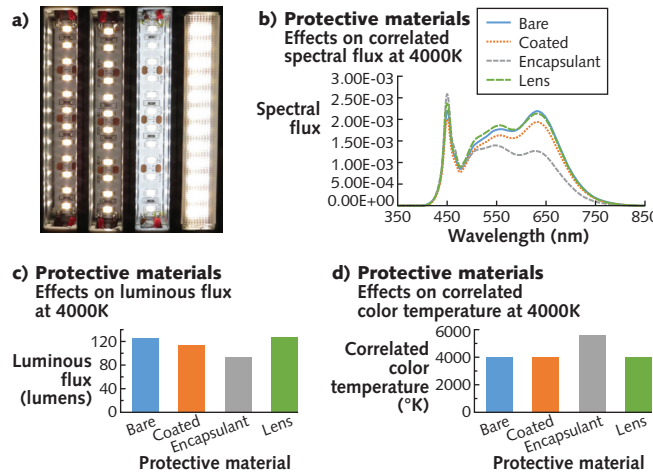 a)
b) Protective materials
Effects on correlated
spectral flux at 4000K
Bare
Coated
Encapsulant
Lens
Spectral
flux
3.00E-03
2.50E-03
2.00E-03
1.50E-03
1.00E-03
5.00E-04
0.00E+00
350 450 550 650 750 850
Wavelength (nm)
c) Protective materials
Effects on luminous flux
at 4000K
Luminous
flux
(lumens)
120
80
40
0
Bare Coated Encapsulant Lens
Protective material
d) Protective materials
Effects on correlated
color temperature at 4000K
Correlated
color
temperature
(°K)
6000
4000
2000
0
Bare Coated Encapsulant Lens
Protective material